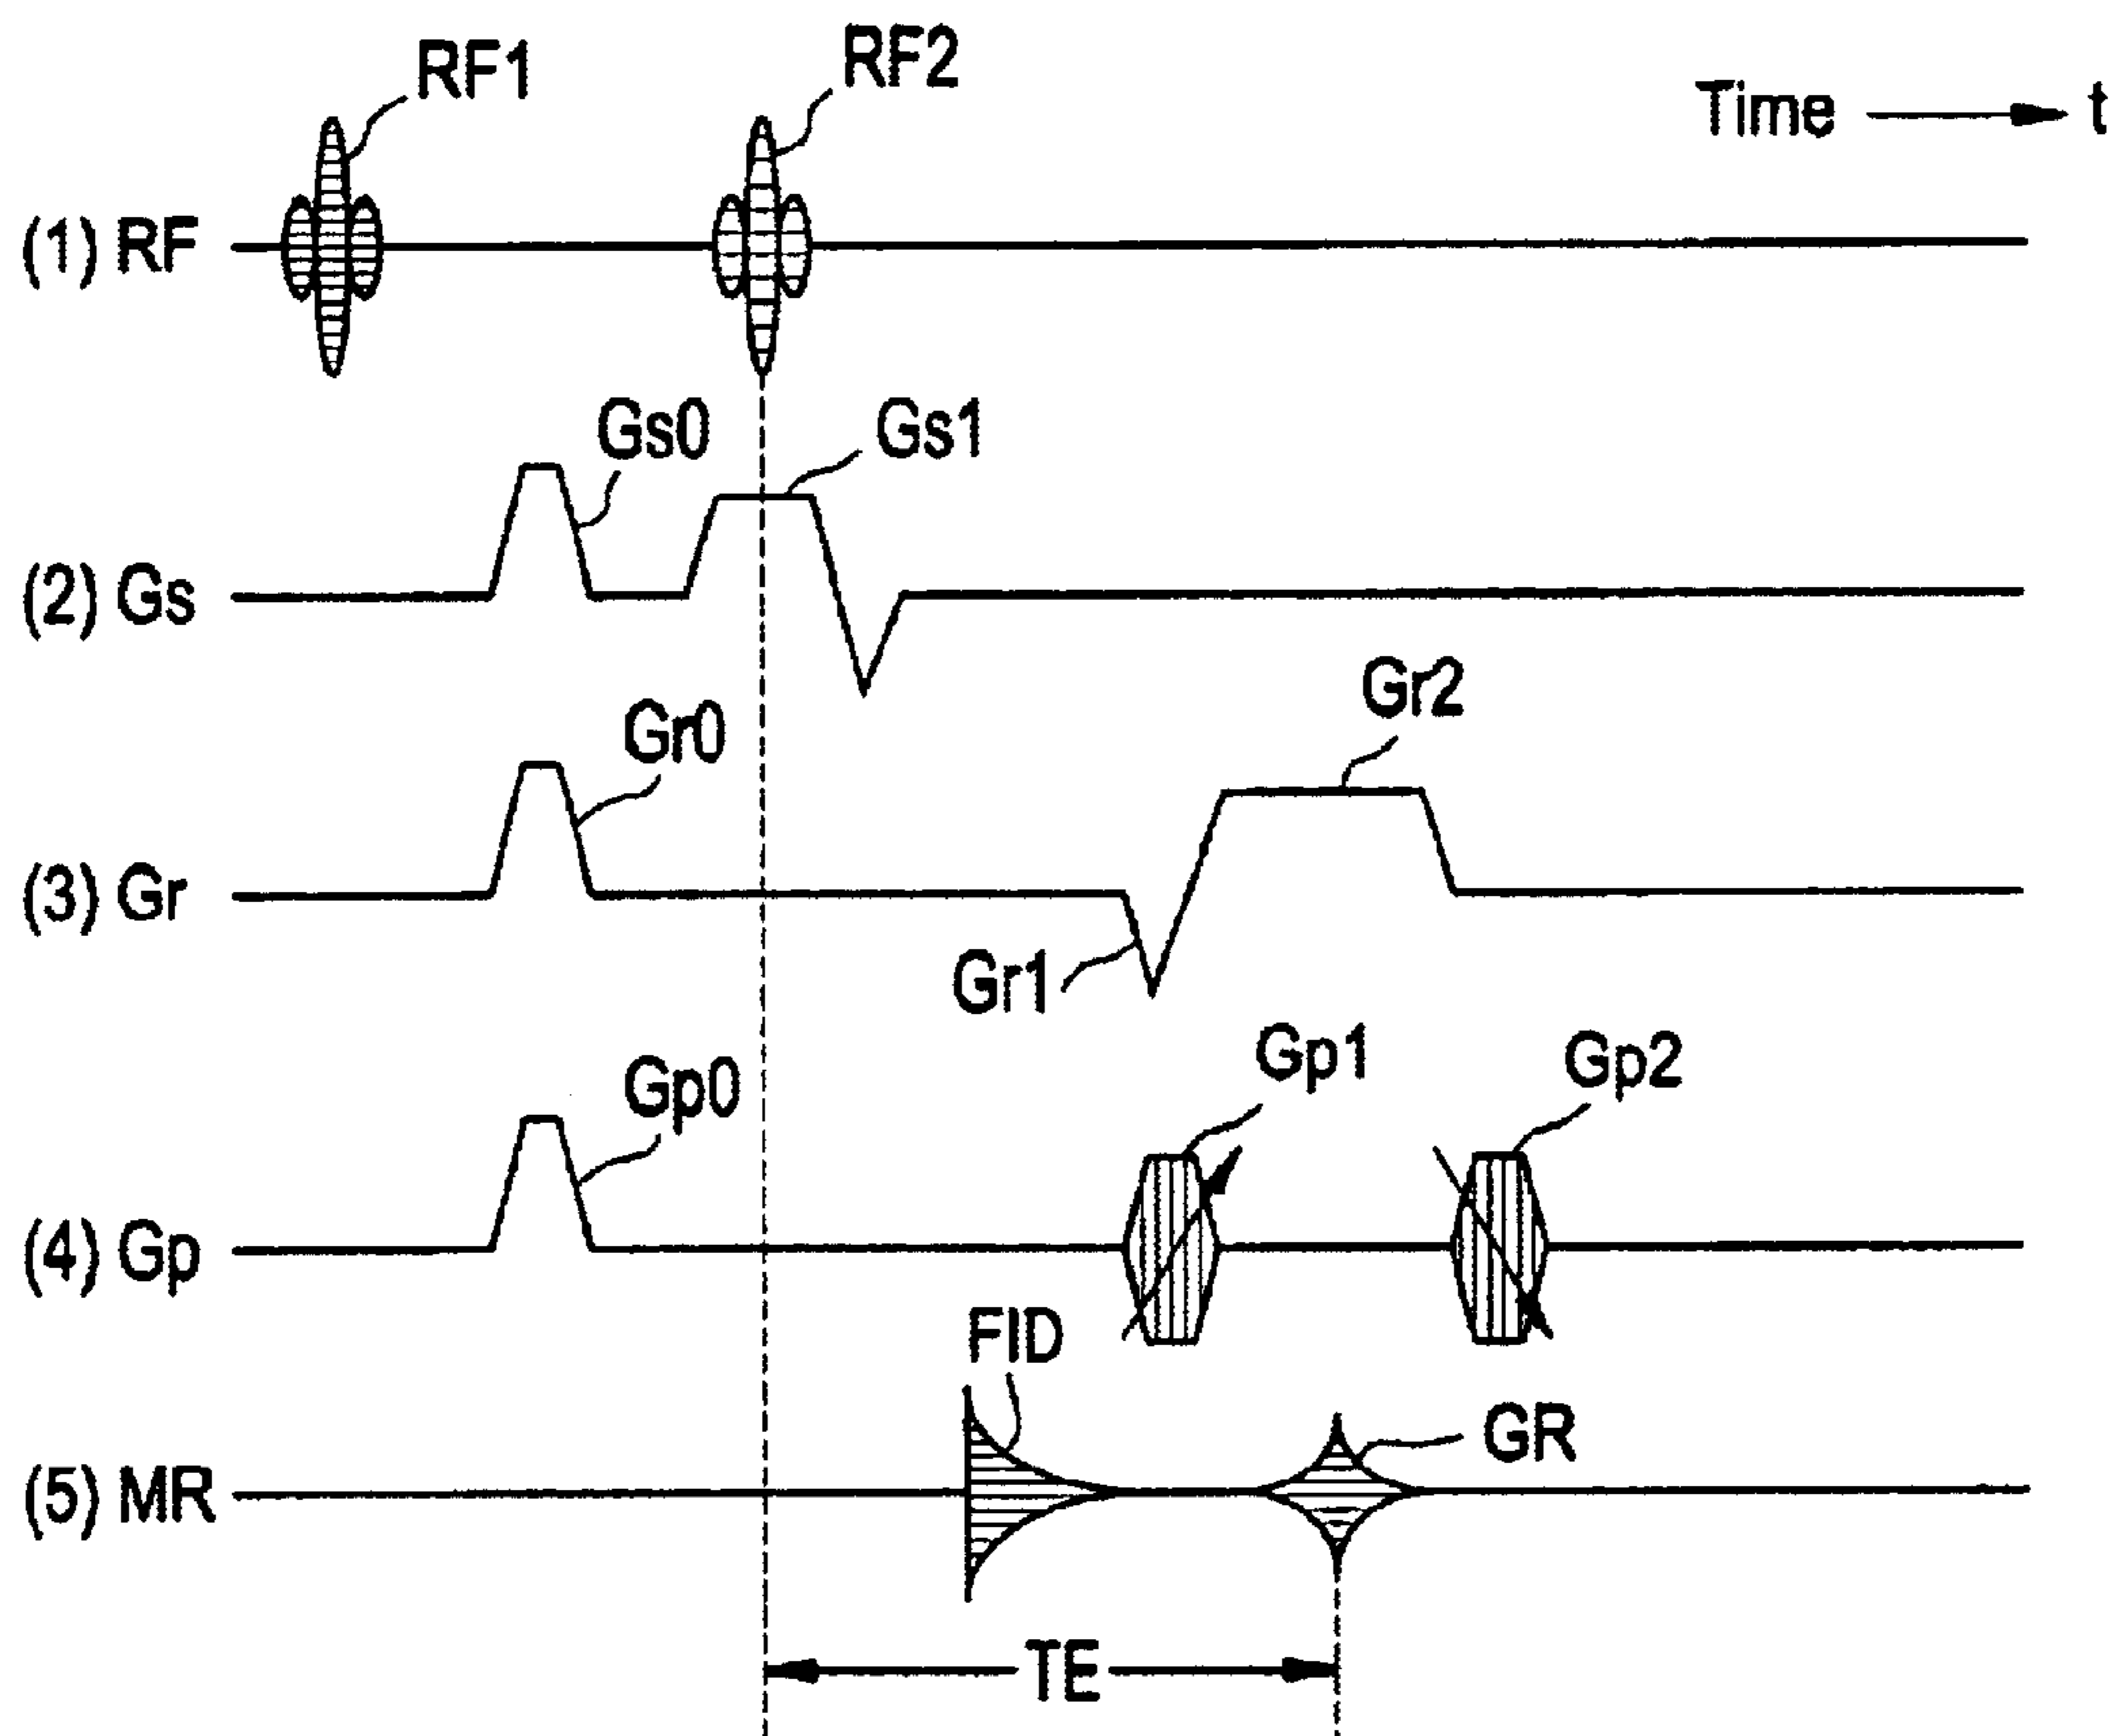 RF1
RF2
Time
t
(1) RF
Gs0
Gs1
(2) Gs
Gr0
Gr2
(3) Gr
Gr1
Gp0
Gp1
Gp2
(4) Gp
FID
GR
(5) MR
TE